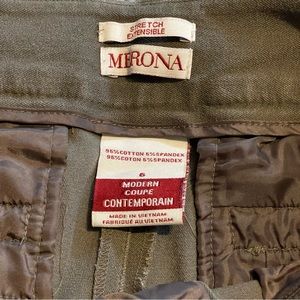 STRETCH
EXTENSIBLE
MERONA
95%COTTON 5%SPANDEX
95%COTON 5%SPANDEX
6
MODERN
COUPE
CONTEMPORAIN
MADE IN VIETNAM
FABRIQUÉ AU VIETNAM